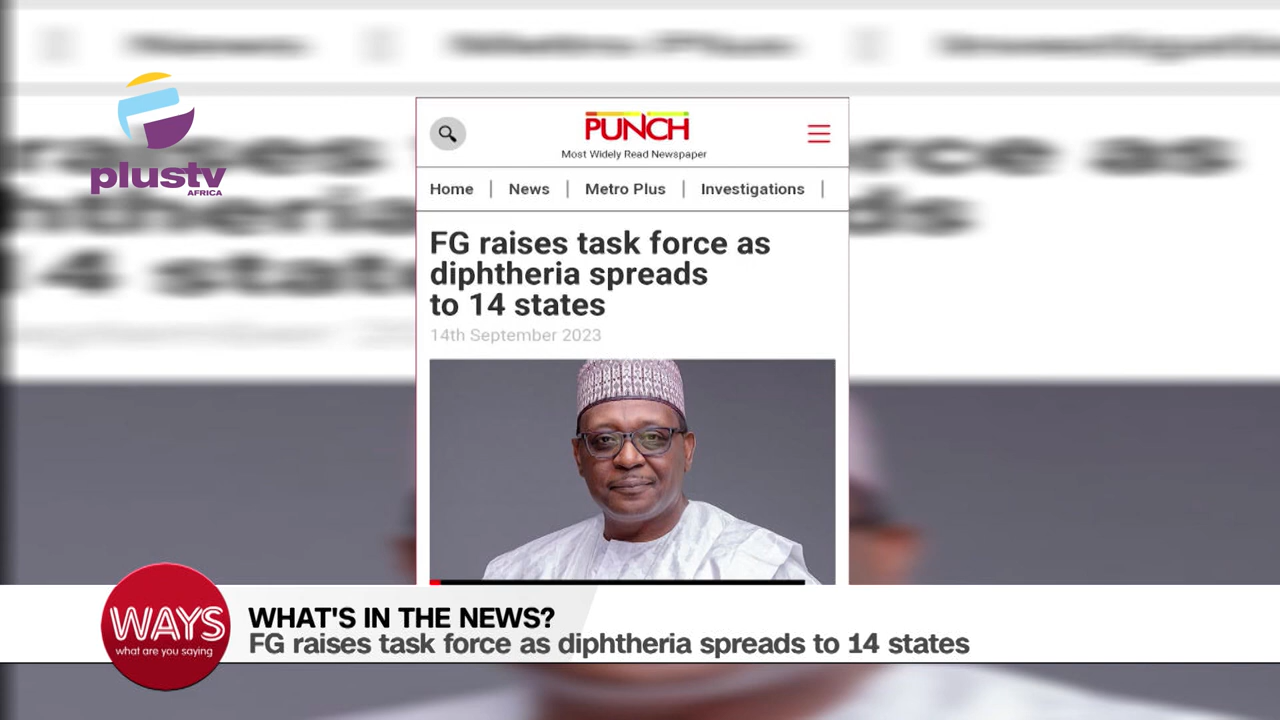 plustv
AFRICA
PUNCH
Most Widely Read Newspaper
Home | News | Metro Plus | Investigations |
FG raises task force as
diphtheria spreads
to 14 states
14th September 2023
WAYS
what are you saying
WHAT'S IN THE NEWS?
FG raises task force as diphtheria spreads to 14 states